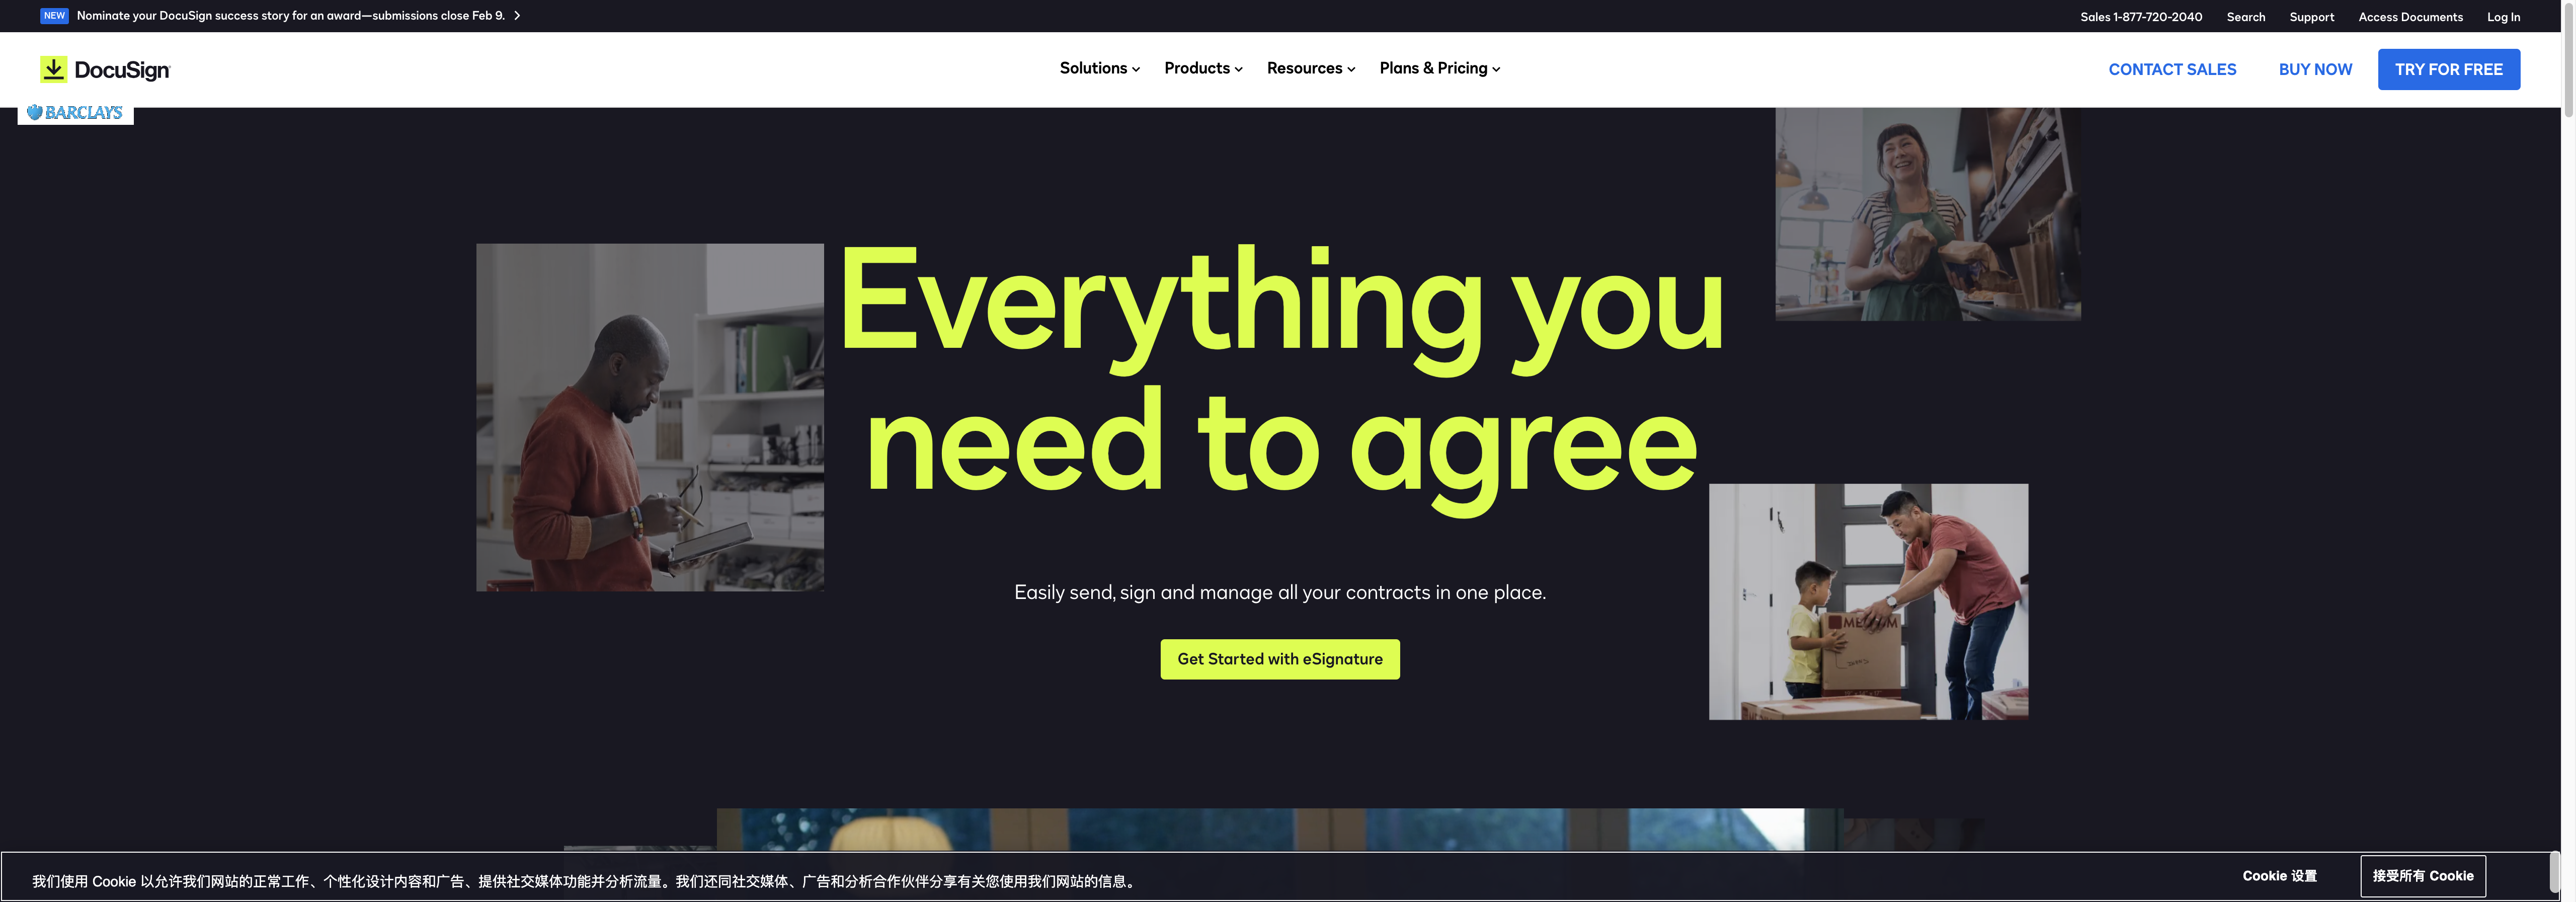 NEW Nominate your DocuSign success story for an award—submissions close Feb 9.
Sales 1-877-720-2040 Search Support Access Documents Log In
DocuSign
Solutions Products Resources Plans & Pricing
CONTACT SALES BUY NOW TRY FOR FREE
BARCLAYS
Everything you
need to agree
MEDIUM
Easily send, sign and manage all your contracts in one place.
Get Started with eSignature
我们使用 Cookie 以允许我们网站的正常工作、个性化设计内容和广告、提供社交媒体功能并分析流量。我们还同社交媒体、广告和分析合作伙伴分享有关您使用我们网站的信息。
Cookie 设置
接受所有 Cookie